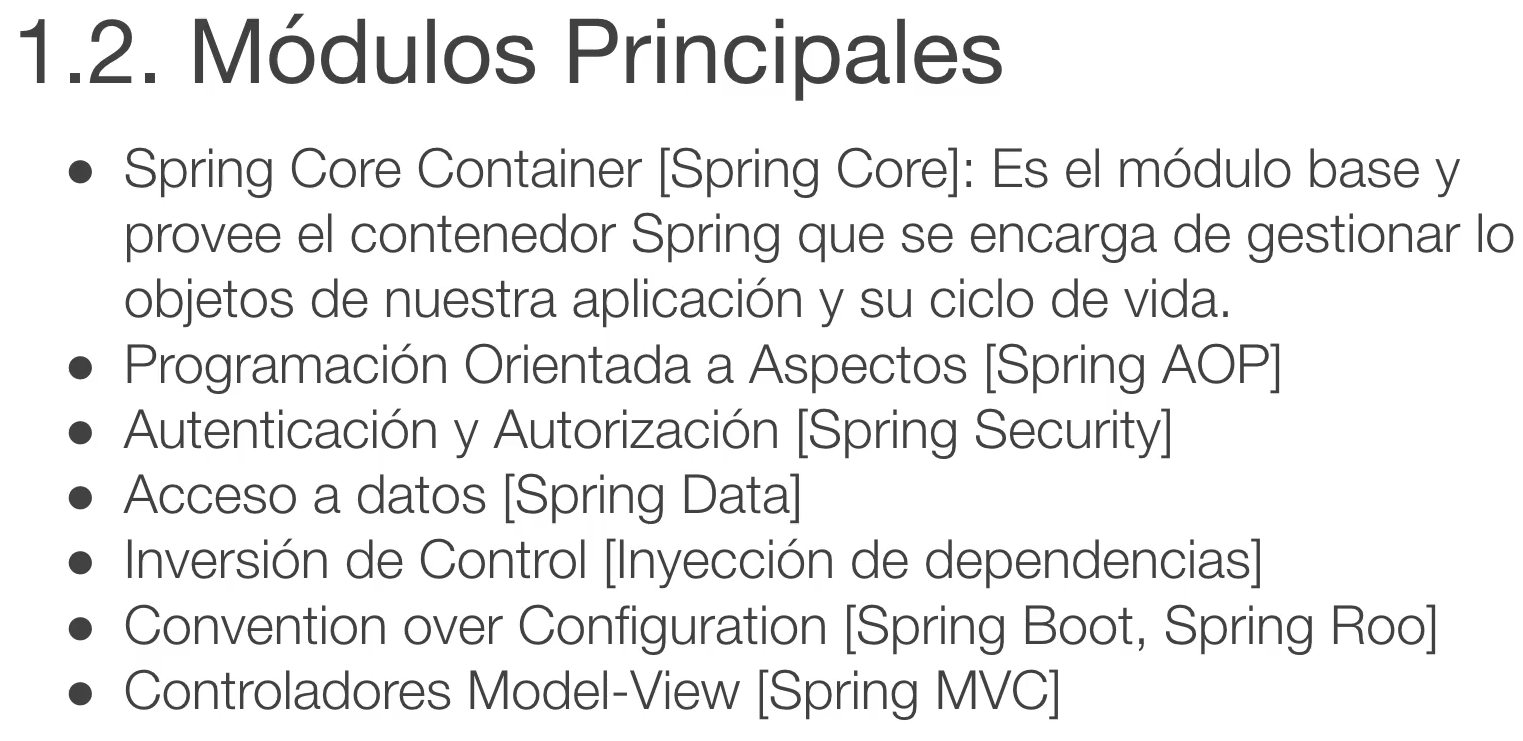 1.2. Módulos Principales
● Spring Core Container [Spring Core]: Es el módulo base y
provee el contenedor Spring que se encarga de gestionar lo
objetos de nuestra aplicación y su ciclo de vida.
● Programación Orientada a Aspectos [Spring AOP]
● Autenticación y Autorización [Spring Security]
● Acceso a datos [Spring Data]
● Inversión de Control [Inyección de dependencias]
● Convention over Configuration [Spring Boot, Spring Roo]
● Controladores Model-View [Spring MVC]